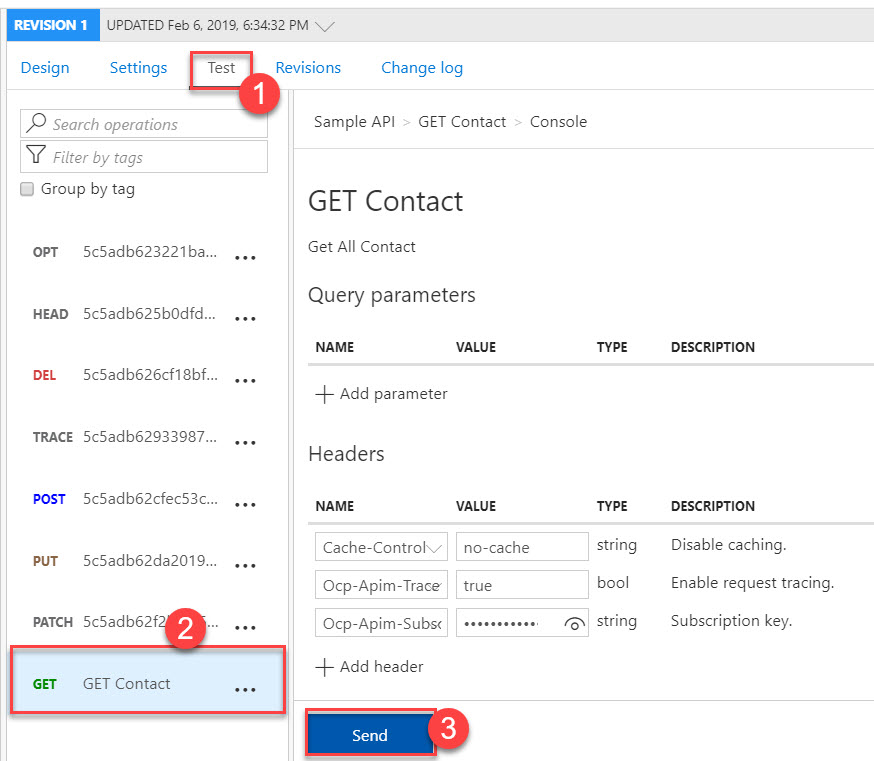 REVISION 1 UPDATED Feb 6, 2019, 6:34:32 PM
Design Settings Test Revisions Change log
1
Search operations
Filter by tags
Group by tag
OPT 5c5adb623221ba...
HEAD 5c5adb625b0dfd...
DEL 5c5adb626cf18bf...
TRACE 5c5adb62933987...
POST 5c5adb62cfec53c...
PUT 5c5adb62da2019...
PATCH
2
GET GET Contact
Sample API > GET Contact > Console
GET Contact
Get All Contact
Query parameters
NAME VALUE TYPE DESCRIPTION
Add parameter
Headers
NAME VALUE TYPE DESCRIPTION
Cache-Control no-cache string Disable caching.
Ocp-Apim-Trace true bool Enable request tracing.
Ocp-Apim-Subsc ••••••••••• string Subscription key.
Add header
Send 3